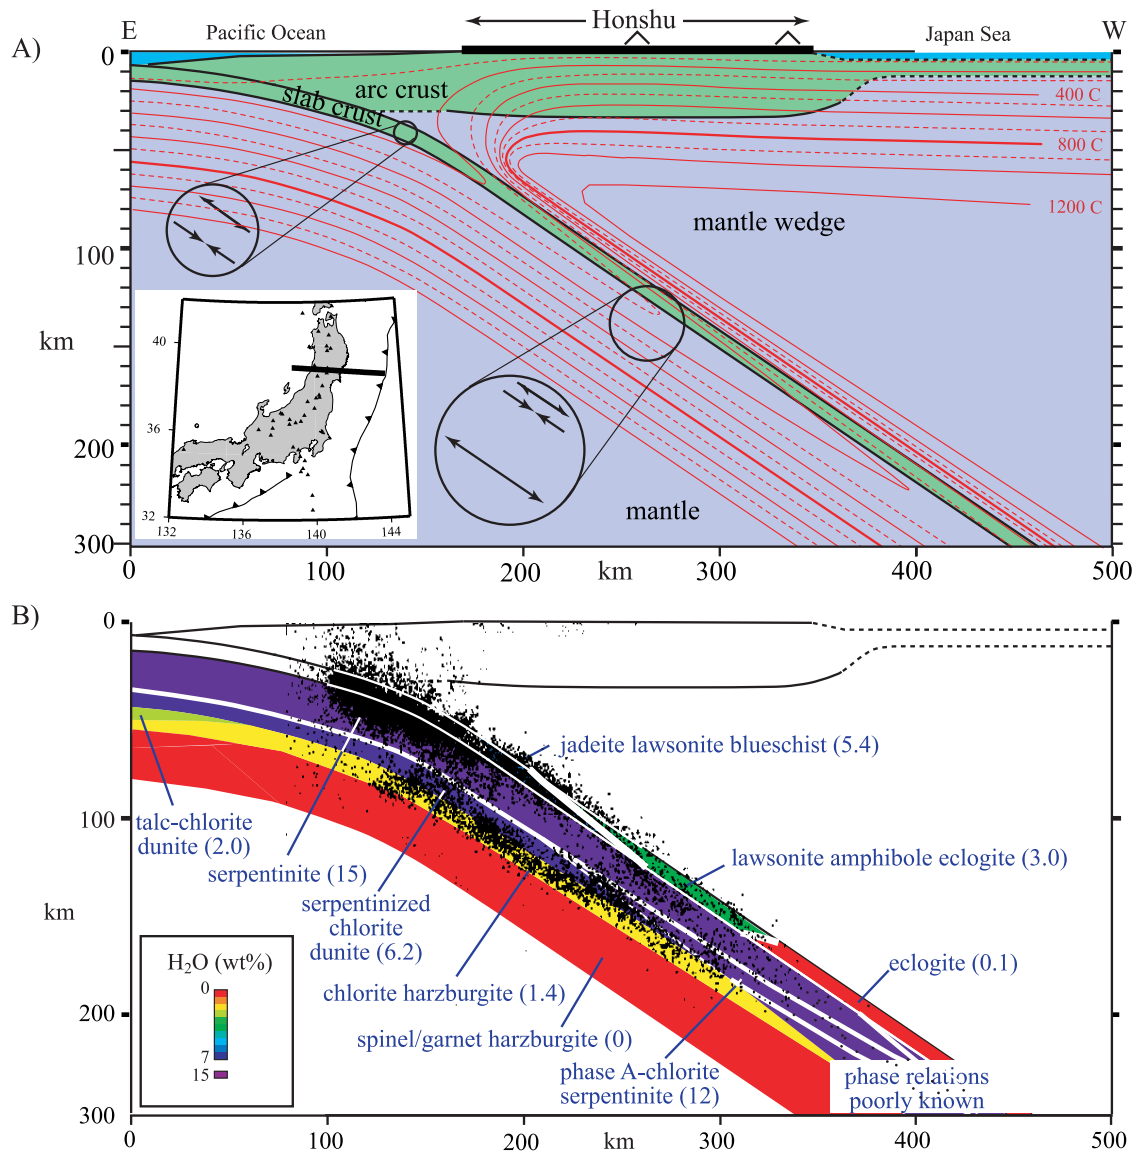 A)
E
Pacific Ocean
Honshu
Japan Sea
W
0
100
km
200
300
arc crust
slab crust
400 C
800 C
1200 C
mantle wedge
mantle
40
36
32
132
136
140
144
0
100
200
km
300
400
500
B)
0
100
km
200
300
jadeite lawsonite blueschist (5.4)
talc-chlorite
dunite (2.0)
serpentinite (15)
serpentinized
chlorite
dunite (6.2)
lawsonite amphibole eclogite (3.0)
chlorite harzburgite (1.4)
eclogite (0.1)
spinel/garnet harzburgite (0)
phase A-chlorite
serpentinite (12)
phase relations
poorly known
H₂O (wt%)
0
7
15
0
100
200
km
300
400
500